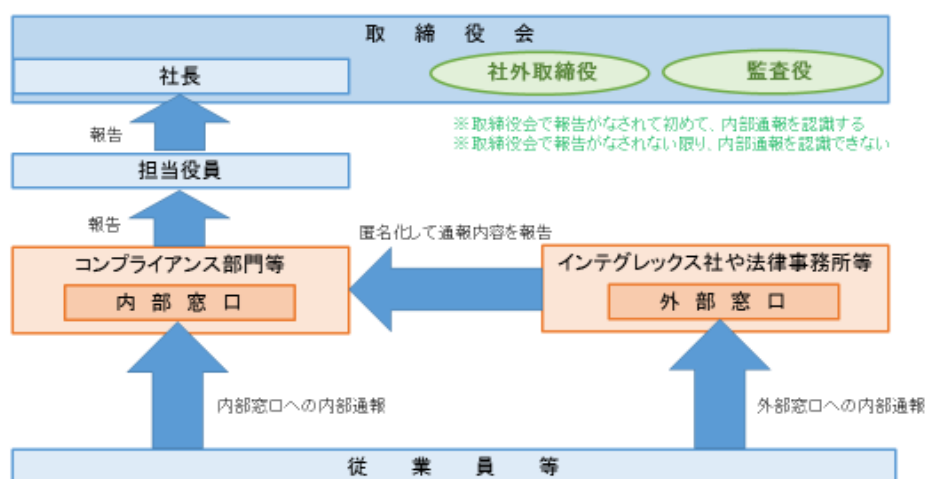 取締役会
社長
社外取締役
監査役
報告
※取締役会で報告がなされて初めて、内部通報を認識する
※取締役会で報告がなされない限り、内部通報を認識できない
担当役員
報告
匿名化して通報内容を報告
コンプライアンス部門等
内部窓口
インテグレックス社や法律事務所等
外部窓口
内部窓口への内部通報
外部窓口への内部通報
従業員等